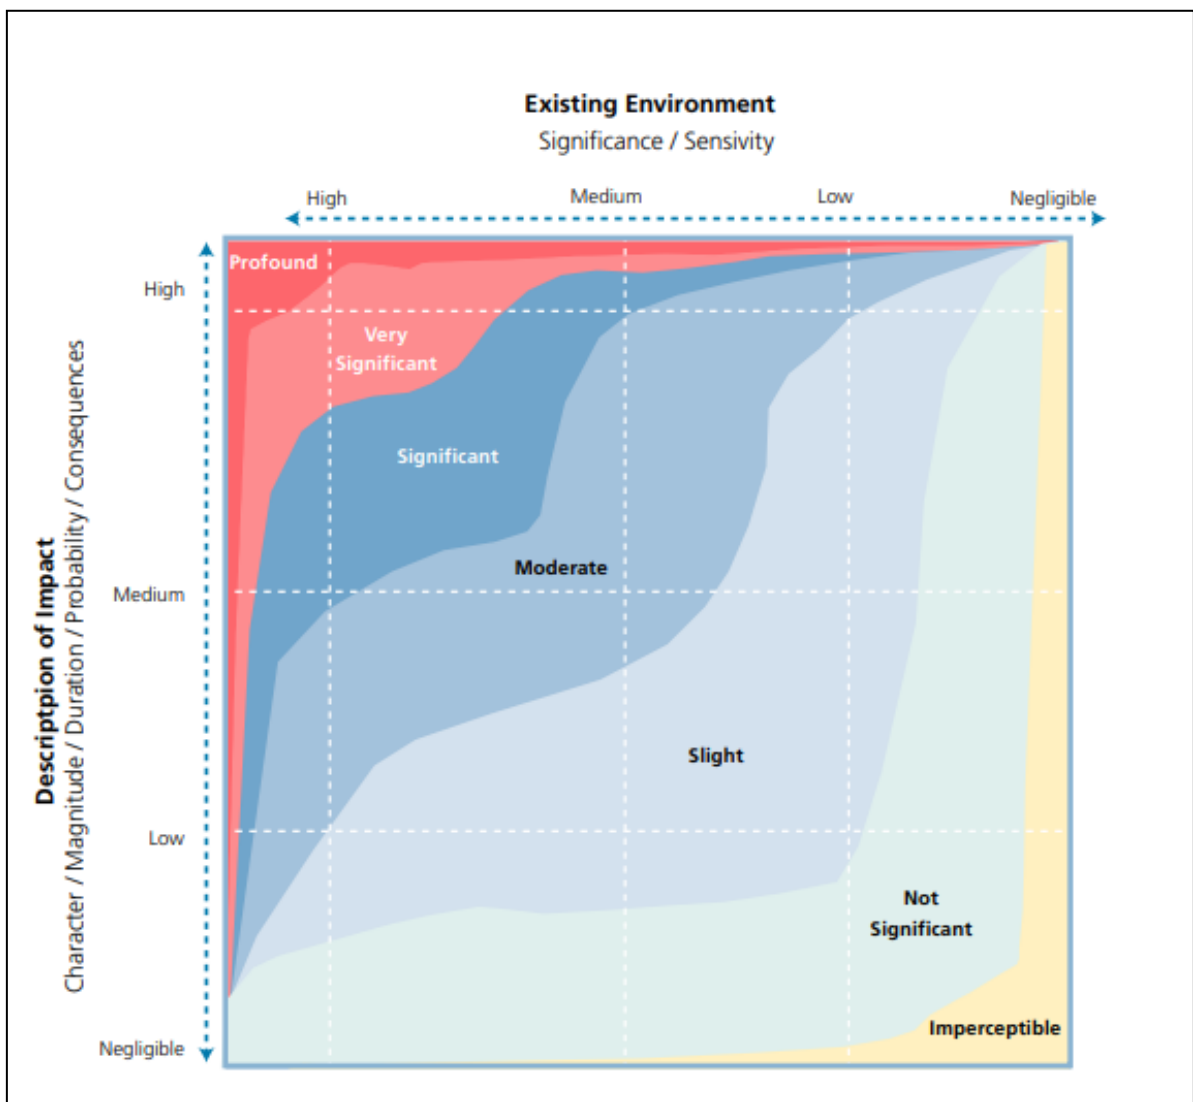 Existing Environment
Significance / Sensivity
High
Medium
Low
Negligible
Descriptpion of Impact
Character / Magnitude / Duration / Probability / Consequences
High
Medium
Low
Negligible
Profound
Very
Significant
Significant
Moderate
Slight
Not
Significant
Imperceptible